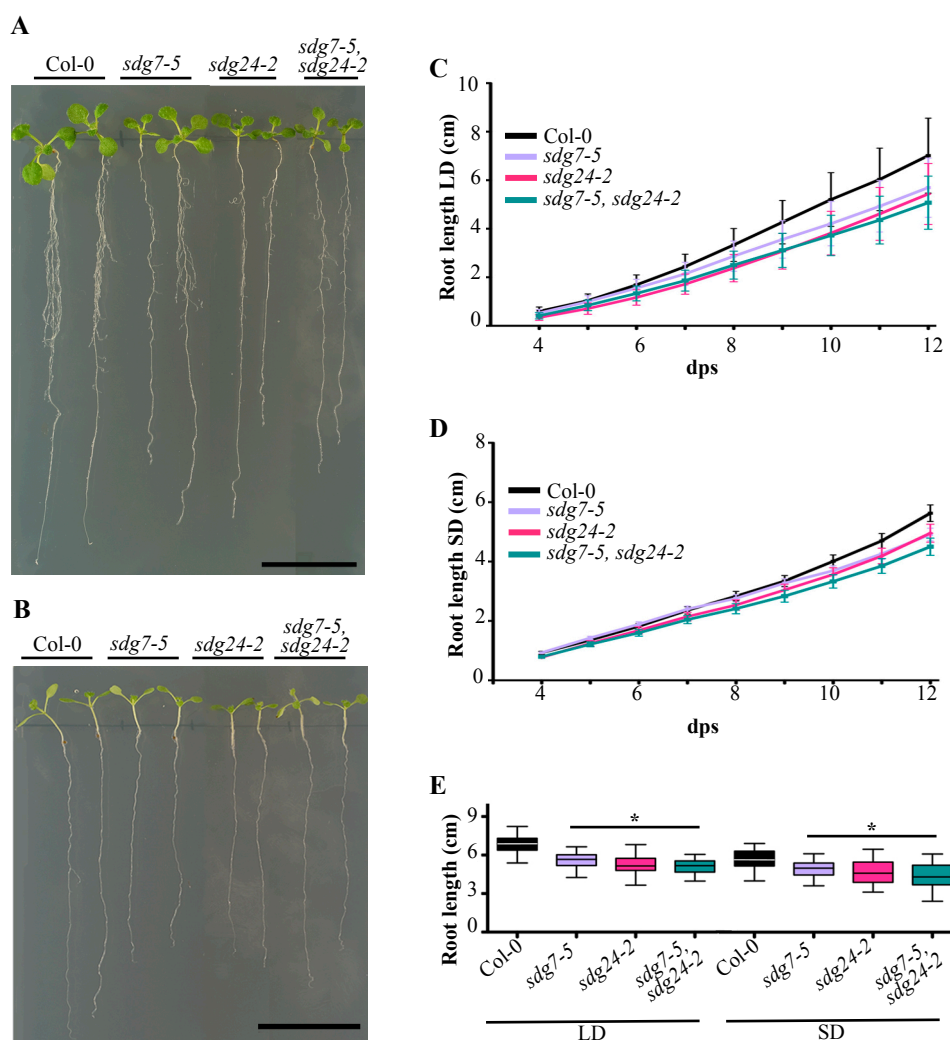 A
Col-0 sdg7-5 sdg24-2 sdg7-5,
sdg24-2
B
Col-0 sdg7-5 sdg24-2 sdg7-5,
sdg24-2
C
Root length LD (cm)
10
8
6
4
2
0
Col-0
sdg7-5
sdg24-2
sdg7-5, sdg24-2
4 6 8 10 12
dps
D
Root length SD (cm)
8
6
4
2
0
Col-0
sdg7-5
sdg24-2
sdg7-5, sdg24-2
4 6 8 10 12
dps
E
Root length (cm)
9
6
3
0
* *
Col-0 sdg7-5 sdg24-2 sdg7-5, sdg24-2 Col-0 sdg7-5 sdg24-2 sdg7-5, sdg24-2
LD SD